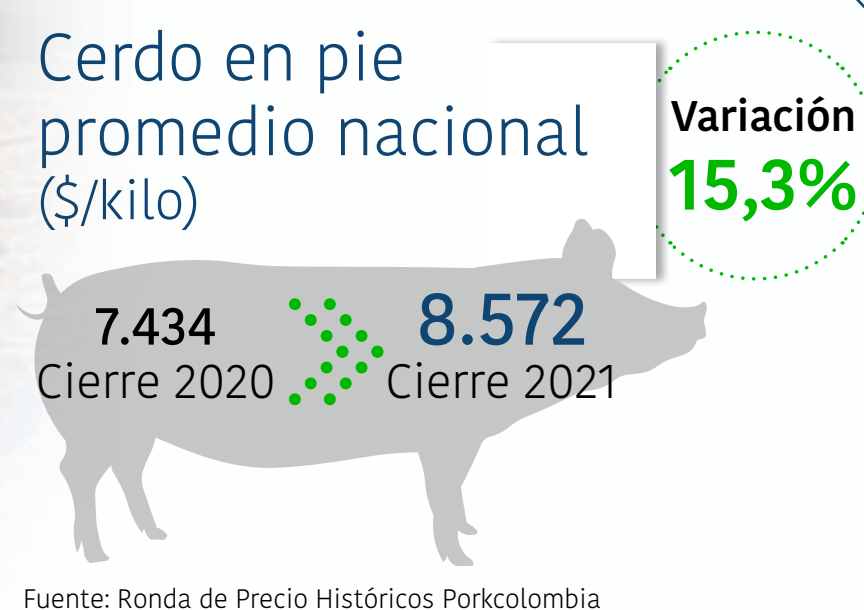 Cerdo en pie
promedio nacional
($/kilo)
Variación
15,3%
7.434
Cierre 2020
8.572
Cierre 2021
Fuente: Ronda de Precio Históricos Porkcolombia